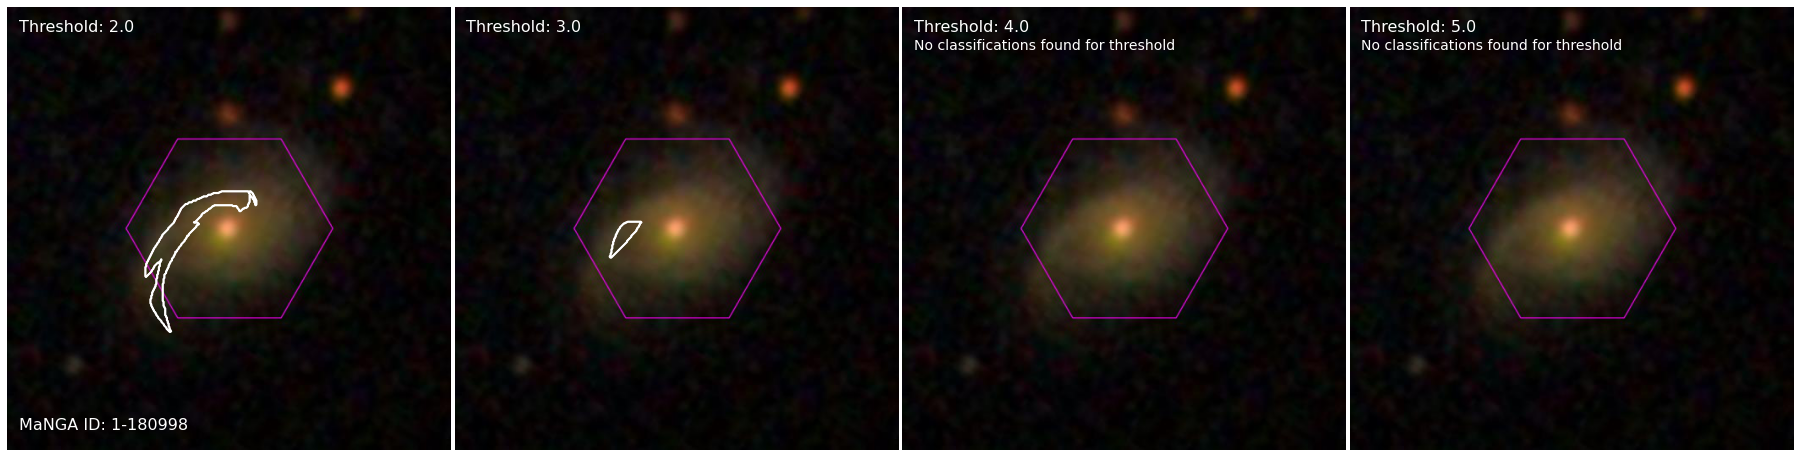 Threshold: 2.0
MaNGA ID: 1-180998
Threshold: 3.0
Threshold: 4.0
No classifications found for threshold
Threshold: 5.0
No classifications found for threshold